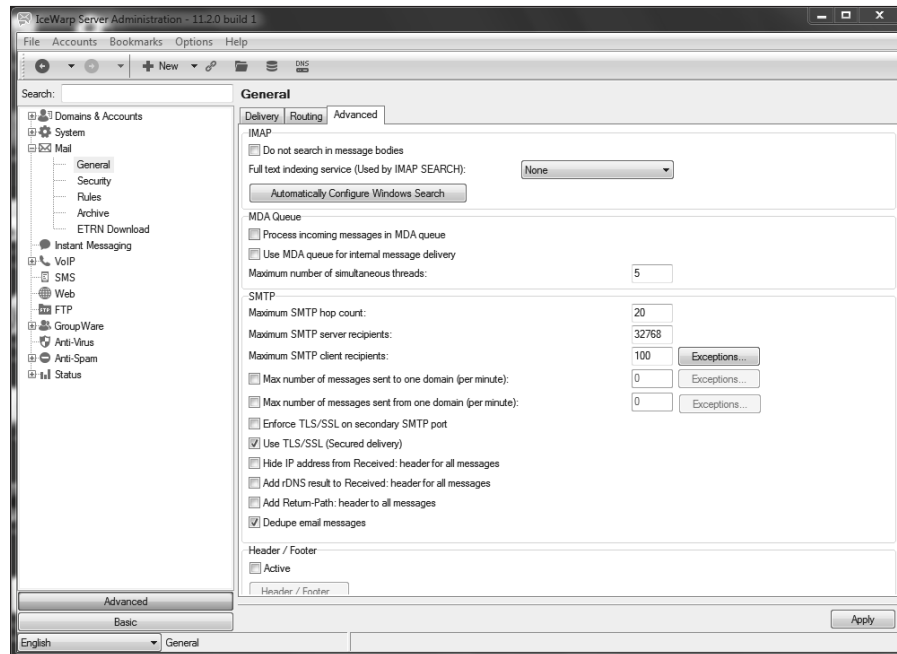 IceWarp Server Administration - 11.2.0 build 1
File Accounts Bookmarks Options Help
New DNS
Search:
Domains & Accounts
System
Mail
General
Security
Rules
Archive
ETRN Download
Instant Messaging
VoIP
SMS
Web
FTP
GroupWare
Anti-Virus
Anti-Spam
Status
Advanced
Basic
General
Delivery Routing Advanced
IMAP
Do not search in message bodies
Full text indexing service (Used by IMAP SEARCH): None
Automatically Configure Windows Search
MDA Queue
Process incoming messages in MDA queue
Use MDA queue for internal message delivery
Maximum number of simultaneous threads: 5
SMTP
Maximum SMTP hop count: 20
Maximum SMTP server recipients: 32768
Maximum SMTP client recipients: 100 Exceptions...
Max number of messages sent to one domain (per minute): 0 Exceptions...
Max number of messages sent from one domain (per minute): 0 Exceptions...
Enforce TLS/SSL on secondary SMTP port
Use TLS/SSL (Secured delivery)
Hide IP address from Received: header for all messages
Add rDNS result to Received: header for all messages
Add Return-Path: header to all messages
Dedupe email messages
Header / Footer
Active
Header / Footer
Apply
English General